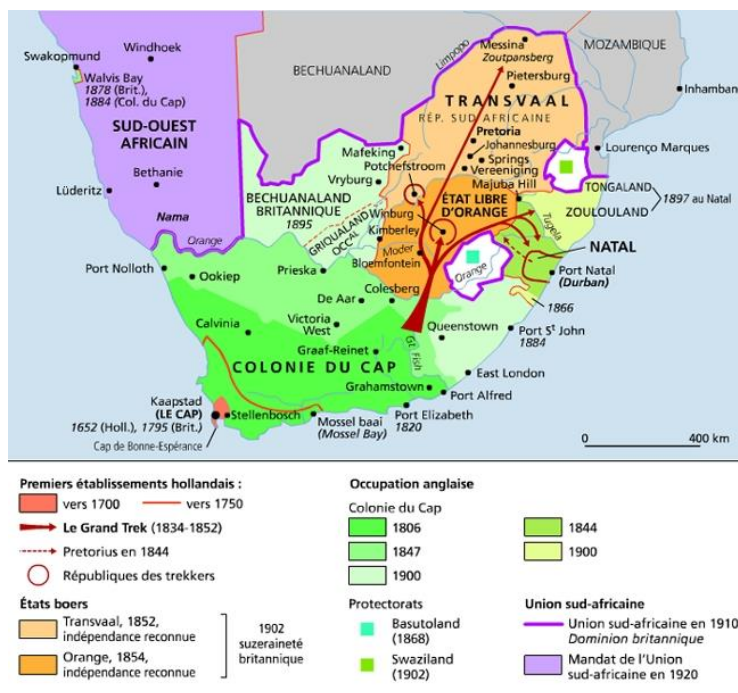 Messina
Zoutpansberg
Limpopo
MOZAMBIQUE
Windhoek
Swakopmund
Walvis Bay
1878 (Brit.),
1884 (Col. du Cap)
BECHUANALAND
Pietersburg
Inhamban
TRANSVAAL
RÉP. SUD AFRICAINE
SUD-OUEST
AFRICAIN
Pretoria
Johannesburg
Springs
Vereeniging
Mafeking
Potchefstroom
Lourenço Marques
Bethanie
Lüderitz
Vryburg
Majuba Hill
TONGALAND
1897 au Natal
ZOULOULAND
BECHUANALAND
BRITANNIQUE
1895
ÉTAT LIBRE
D'ORANGE
Winburg
Nama
GRIQUALAND
OCCAL
Kimberley
Tugela
NATAL
Orange
Moder
Bloemfontein
Orange
Port Nolloth
Ookiep
Prieska
Port Natal
(Durban)
Colesberg
De Aar
1866
Calvinia
Victoria
West
Queenstown
Port St John
1884
Graaf-Reinet
Gt Fish
COLONIE DU CAP
East London
Grahamstown
Port Alfred
Kaapstad
(LE CAP)
1652 (Holl.), 1795 (Brit.)
Cap de Bonne-Espérance
Stellenbosch
Mossel baai
(Mossel Bay)
Port Elizabeth
1820
0 400 km
Premiers établissements hollandais :
vers 1700 vers 1750
Le Grand Trek (1834-1852)
Pretorius en 1844
Républiques des trekkers
États boers
Transvaal, 1852,
indépendance reconnue
Orange, 1854,
indépendance reconnue
1902
suzeraineté
britannique
Occupation anglaise
Colonie du Cap
1806
1847
1900
1844
1900
Protectorats
Basutoland
(1868)
Swaziland
(1902)
Union sud-africaine
Union sud-africaine en 1910
Dominion britannique
Mandat de l'Union
sud-africaine en 1920